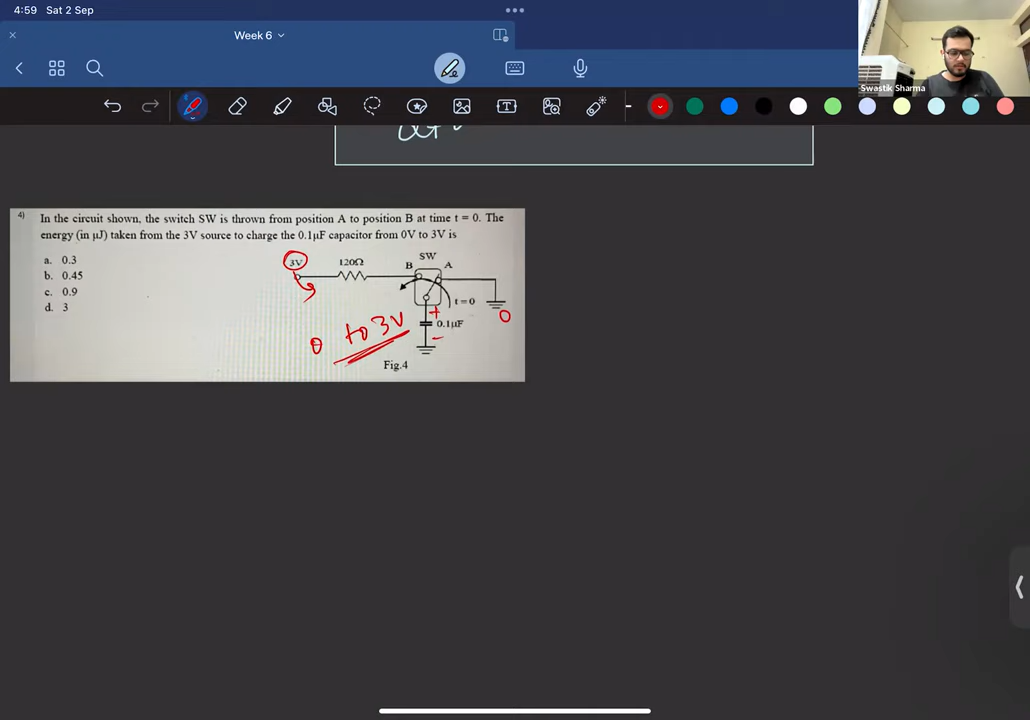 4:59 Sat 2 Sep
Week 6
Swastik Sharma
4) In the circuit shown, the switch SW is thrown from position A to position B at time t = 0. The
energy (in μJ) taken from the 3V source to charge the 0.1μF capacitor from 0V to 3V is
a. 0.3
b. 0.45
c. 0.9
d. 3
3V
120Ω
B
SW
A
t=0
+
0.1μF
-
0
0 to 3V
Fig.4